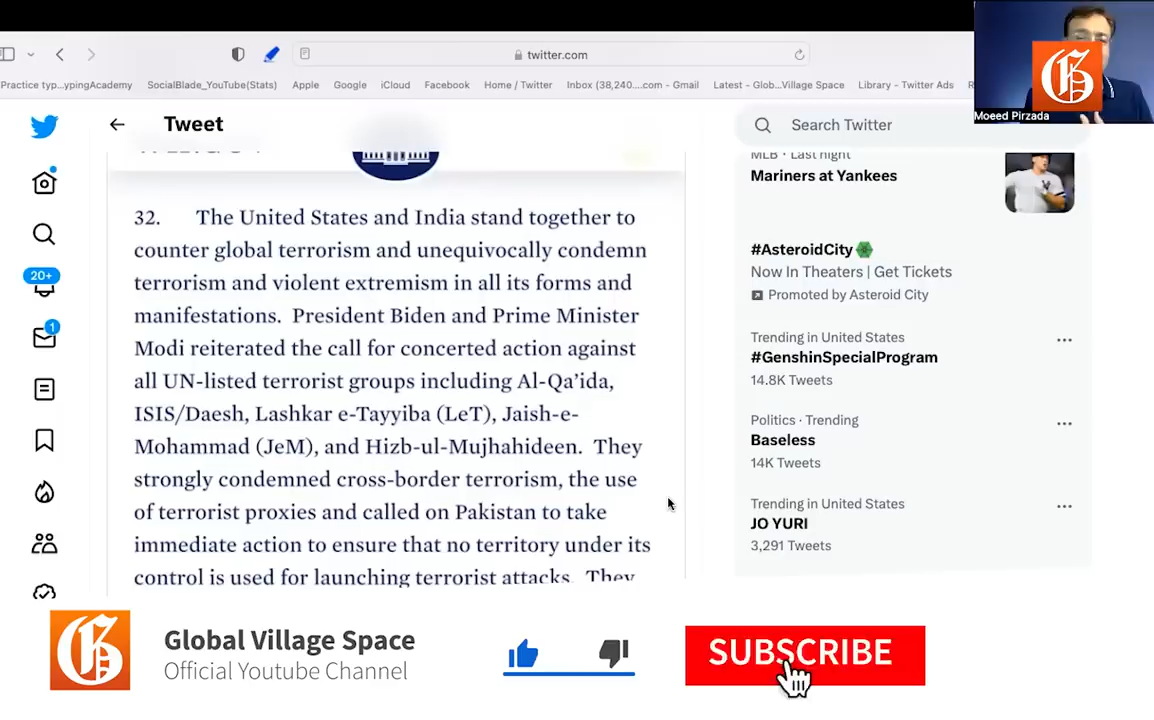 twitter.com
Practice typ...ypingAcademy
SocialBlade_YouTube(Stats)
Apple
Google
iCloud
Facebook
Home / Twitter
Inbox (38,240....com - Gmail
Latest - Glob...Village Space
Library - Twitter Ads
Moeed Pirzada
Tweet
Search Twitter
32. The United States and India stand together to
counter global terrorism and unequivocally condemn
terrorism and violent extremism in all its forms and
manifestations. President Biden and Prime Minister
Modi reiterated the call for concerted action against
all UN-listed terrorist groups including Al-Qa’ida,
ISIS/Daesh, Lashkar e-Tayyiba (LeT), Jaish-e-
Mohammad (JeM), and Hizb-ul-Mujhahideen. They
strongly condemned cross-border terrorism, the use
of terrorist proxies and called on Pakistan to take
immediate action to ensure that no territory under its
control is used for launching terrorist attacks. They
MLB · Last night
Mariners at Yankees
#AsteroidCity
Now In Theaters | Get Tickets
Promoted by Asteroid City
Trending in United States
#GenshinSpecialProgram
14.8K Tweets
Politics · Trending
Baseless
14K Tweets
Trending in United States
JO YURI
3,291 Tweets
20+
1
G
Global Village Space
Official Youtube Channel
SUBSCRIBE